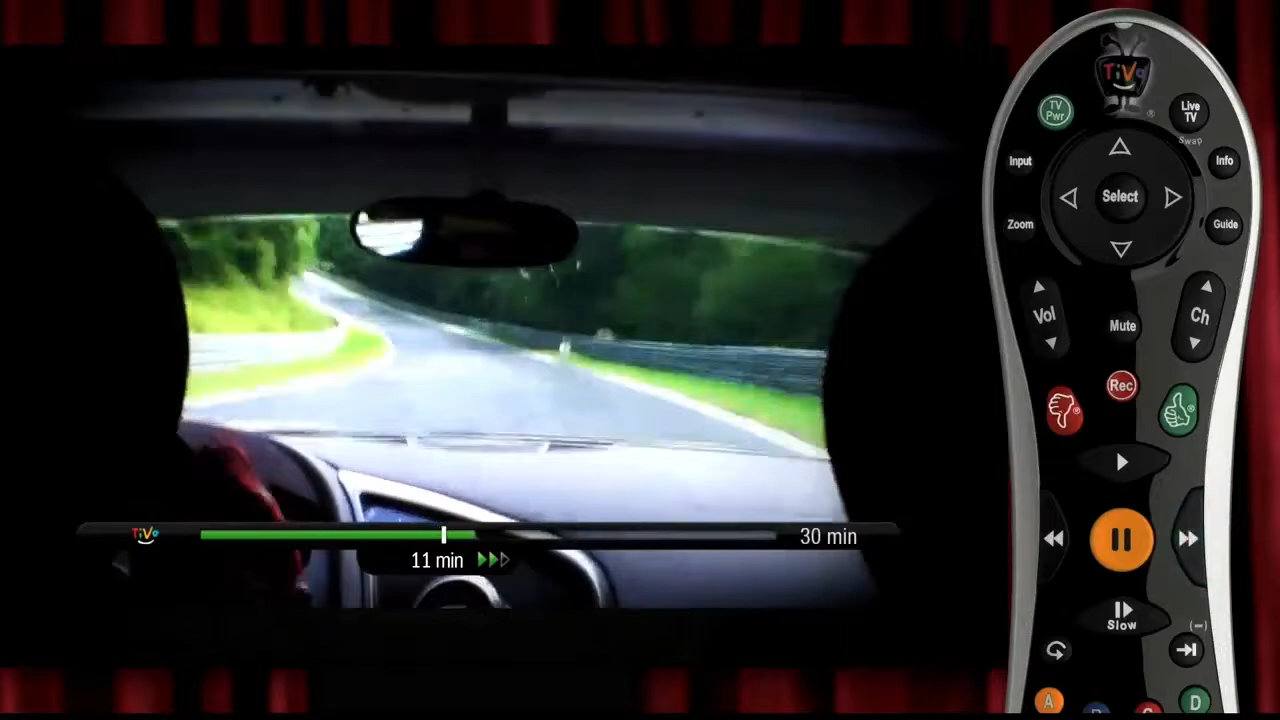 TiVo
TV
Pwr
Live
TV
Swap
Input
Info
Select
Zoom
Guide
Vol
Ch
Mute
Rec
TiVo
30 min
11 min
Slow
(–)
A
C
D